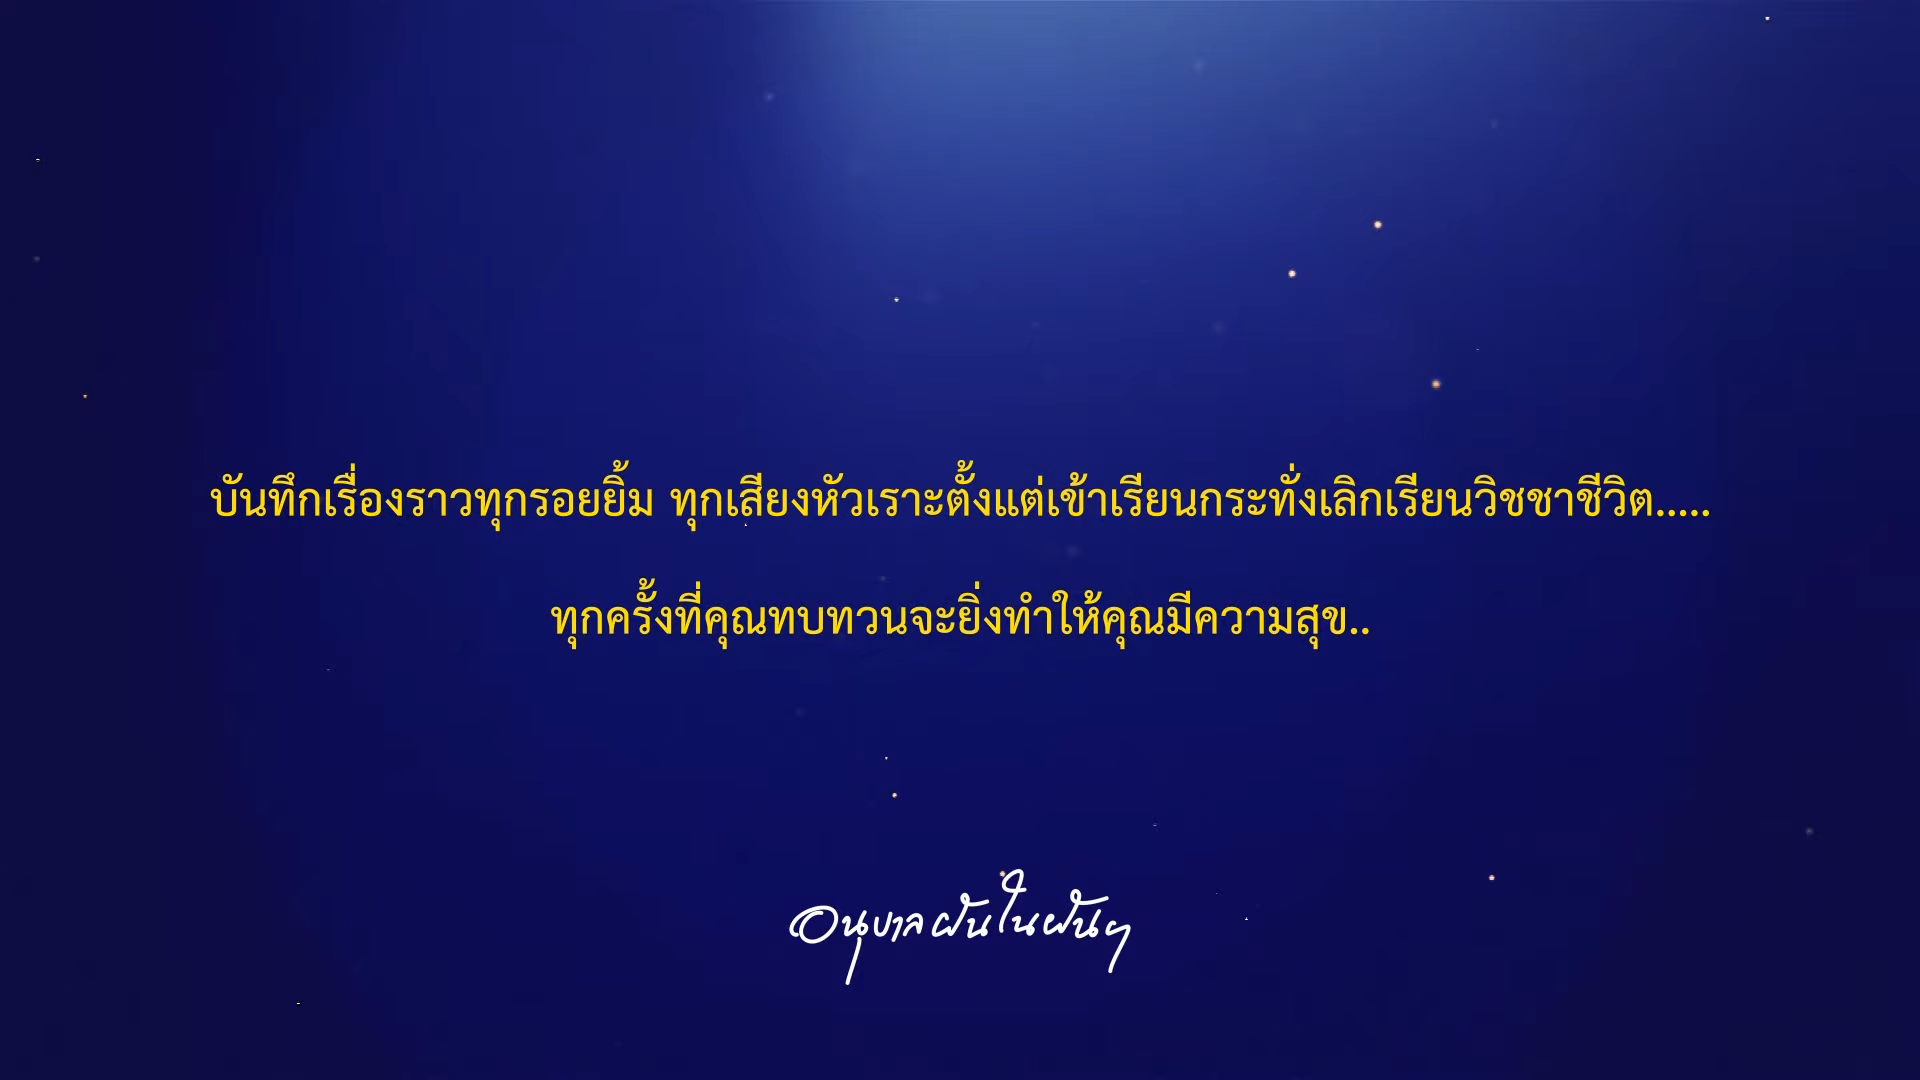 บันทึกเรื่องราวทุกรอยยิ้ม ทุกเสียงหัวเราะตั้งแต่เข้าเรียนกระทั่งเลิกเรียนวิชชาชีวิต.....
ทุกครั้งที่คุณทบทวนจะยิ่งทำให้คุณมีความสุข..
อนุบาลฝันในฝันฯ